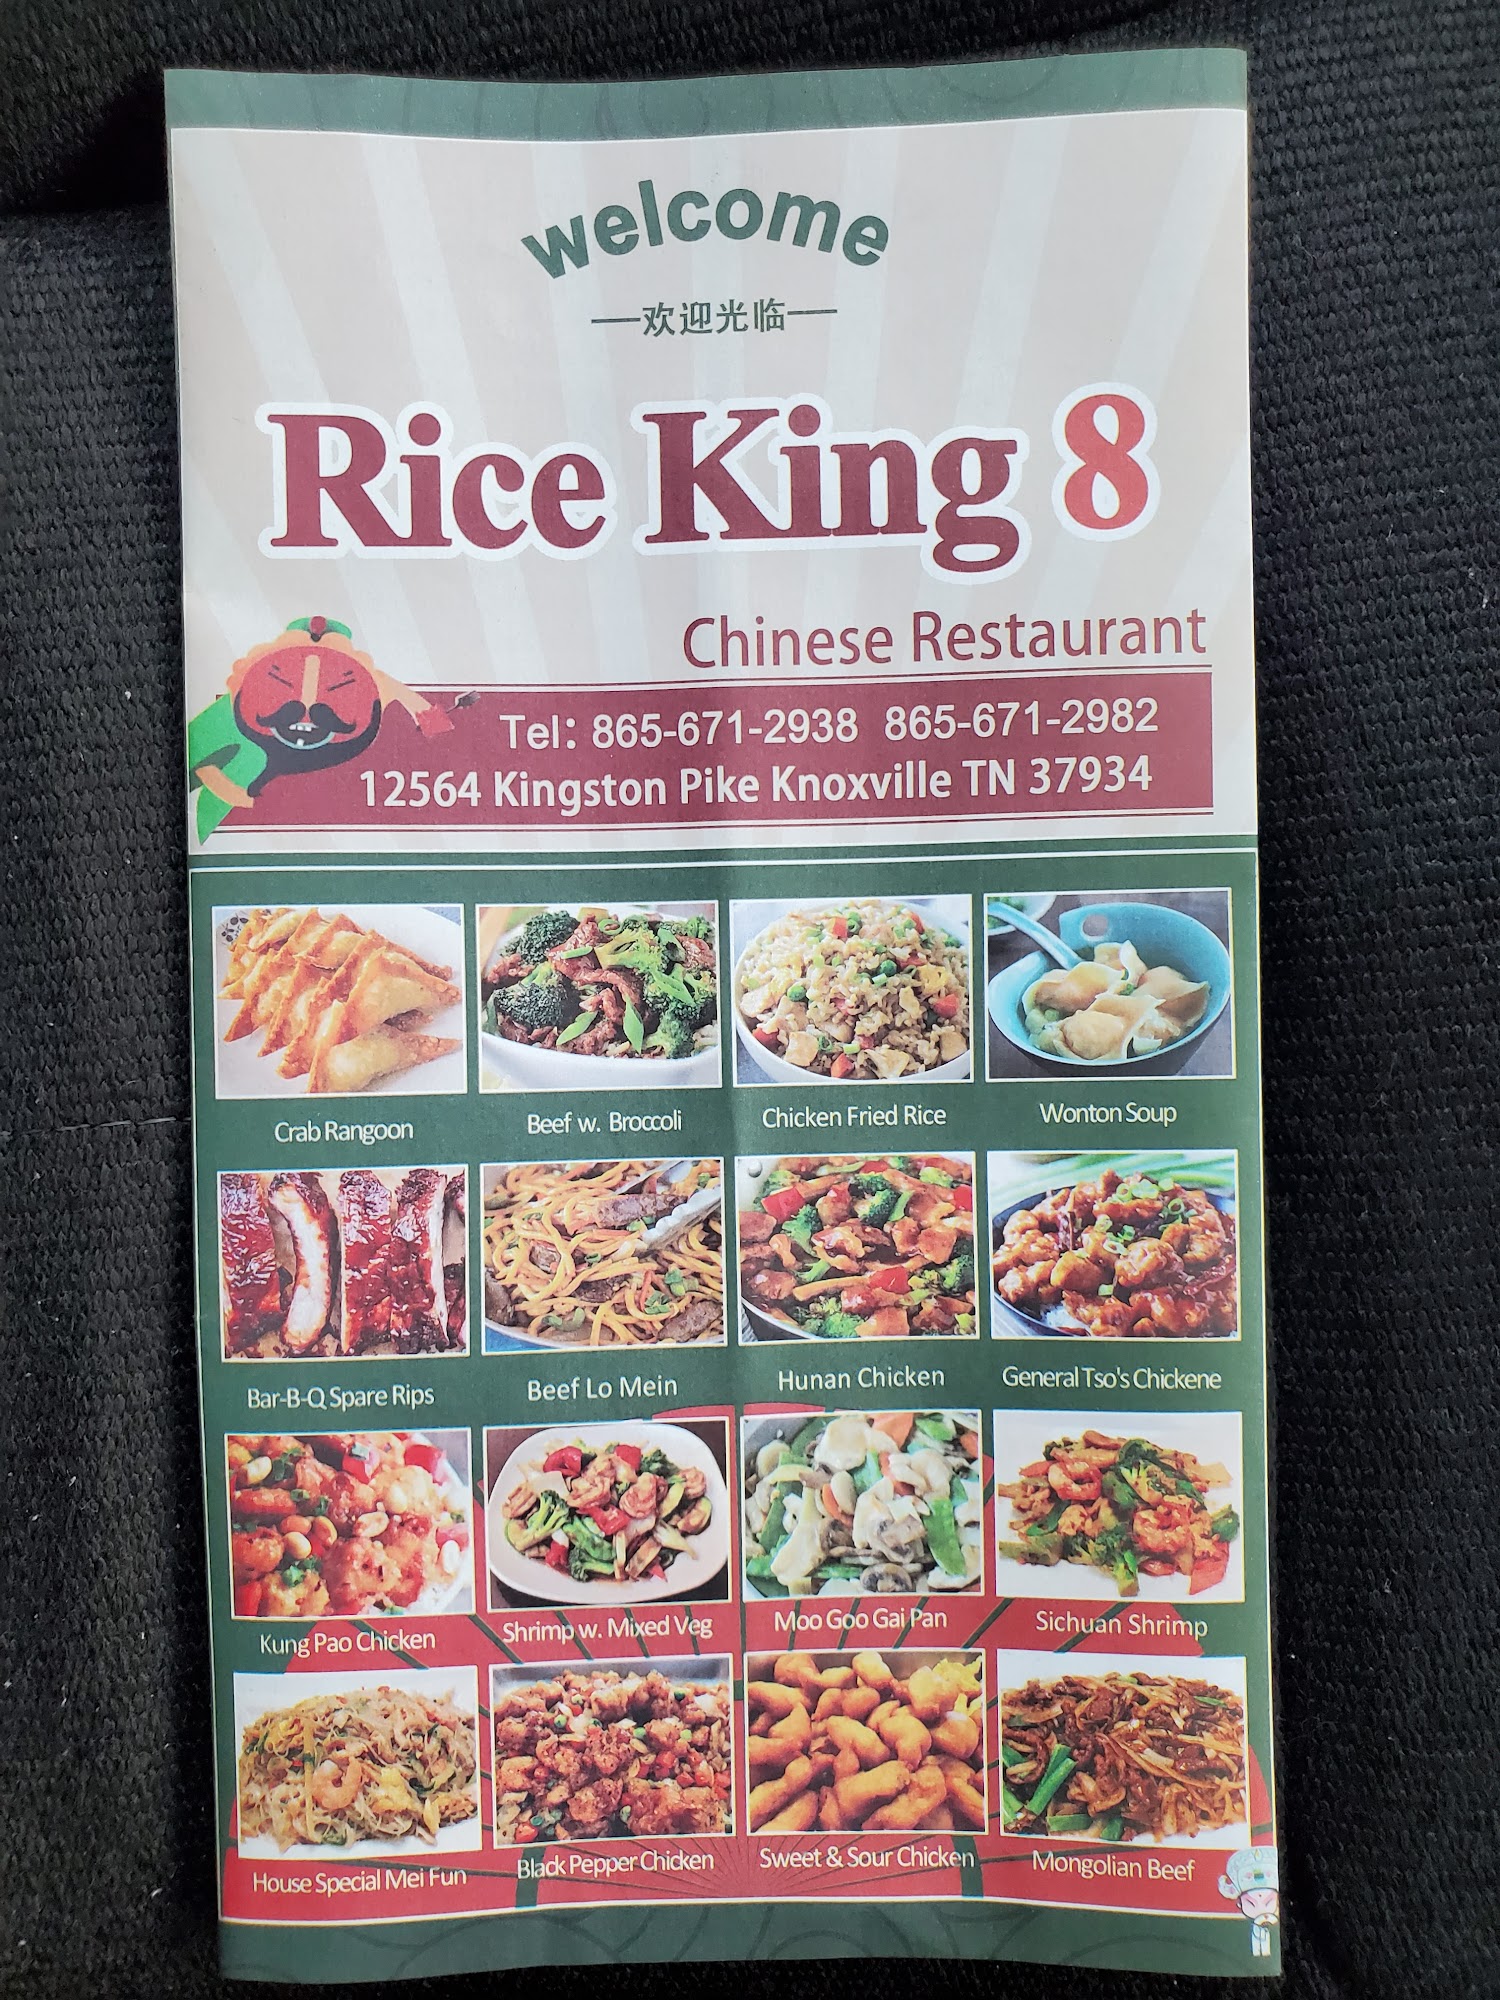 welcome
欢迎光临
Rice King 8
Chinese Restaurant
Tel: 865-671-2938 865-671-2982
12564 Kingston Pike Knoxville TN 37934
Crab Rangoon
Beef w. Broccoli
Chicken Fried Rice
Wonton Soup
Bar-B-Q Spare Rips
Beef Lo Mein
Hunan Chicken
General Tso's Chickene
Kung Pao Chicken
Shrimp w. Mixed Veg
Moo Goo Gai Pan
Sichuan Shrimp
House Special Mei Fun
Black Pepper Chicken
Sweet & Sour Chicken
Mongolian Beef